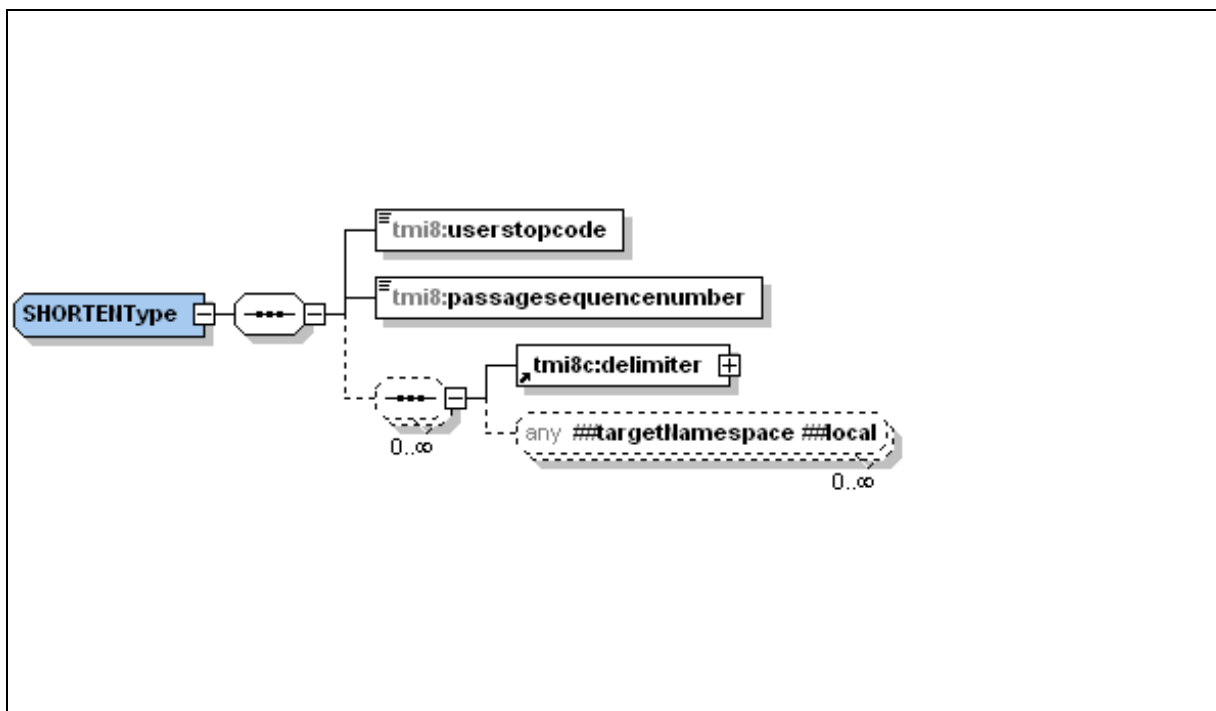 tmi8:userstopcode
tmi8:passagesequencenumber
SHORTENType
tmi8c:delimiter
any ##targetNamespace ##local
0..∞
0..∞